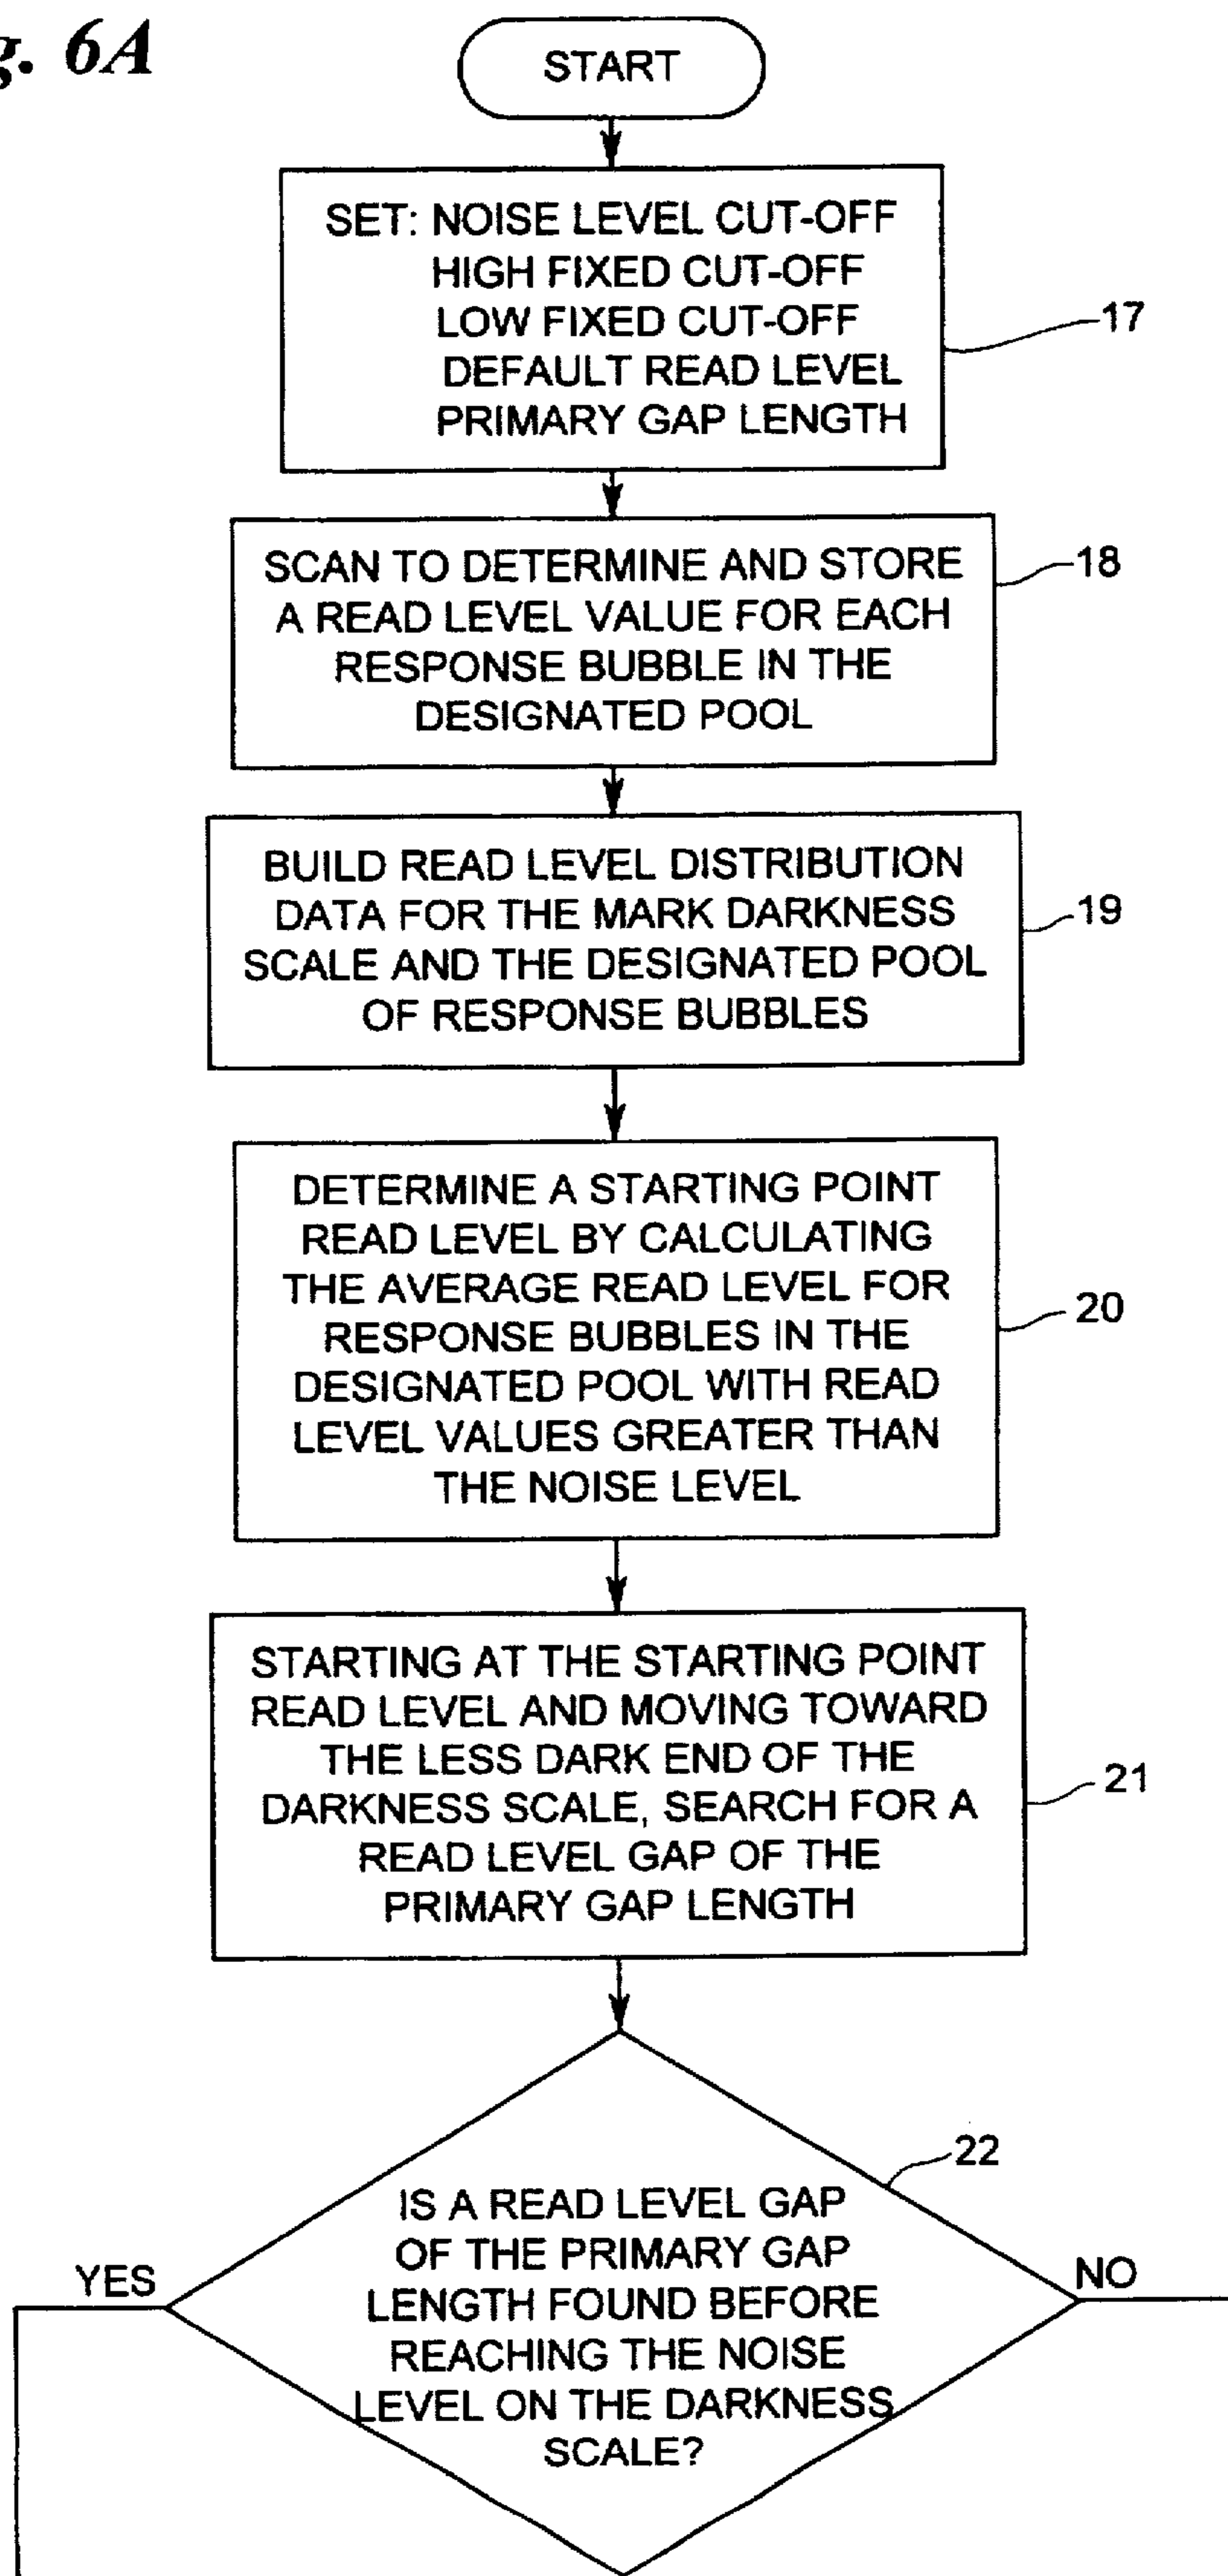 g. 6A
START
SET: NOISE LEVEL CUT-OFF
HIGH FIXED CUT-OFF
LOW FIXED CUT-OFF
DEFAULT READ LEVEL
PRIMARY GAP LENGTH
17
SCAN TO DETERMINE AND STORE
A READ LEVEL VALUE FOR EACH
RESPONSE BUBBLE IN THE
DESIGNATED POOL
18
BUILD READ LEVEL DISTRIBUTION
DATA FOR THE MARK DARKNESS
SCALE AND THE DESIGNATED POOL
OF RESPONSE BUBBLES
19
DETERMINE A STARTING POINT
READ LEVEL BY CALCULATING
THE AVERAGE READ LEVEL FOR
RESPONSE BUBBLES IN THE
DESIGNATED POOL WITH READ
LEVEL VALUES GREATER THAN
THE NOISE LEVEL
20
STARTING AT THE STARTING POINT
READ LEVEL AND MOVING TOWARD
THE LESS DARK END OF THE
DARKNESS SCALE, SEARCH FOR A
READ LEVEL GAP OF THE
PRIMARY GAP LENGTH
21
22
IS A READ LEVEL GAP
OF THE PRIMARY GAP
LENGTH FOUND BEFORE
REACHING THE NOISE
LEVEL ON THE DARKNESS
SCALE?
YES
NO